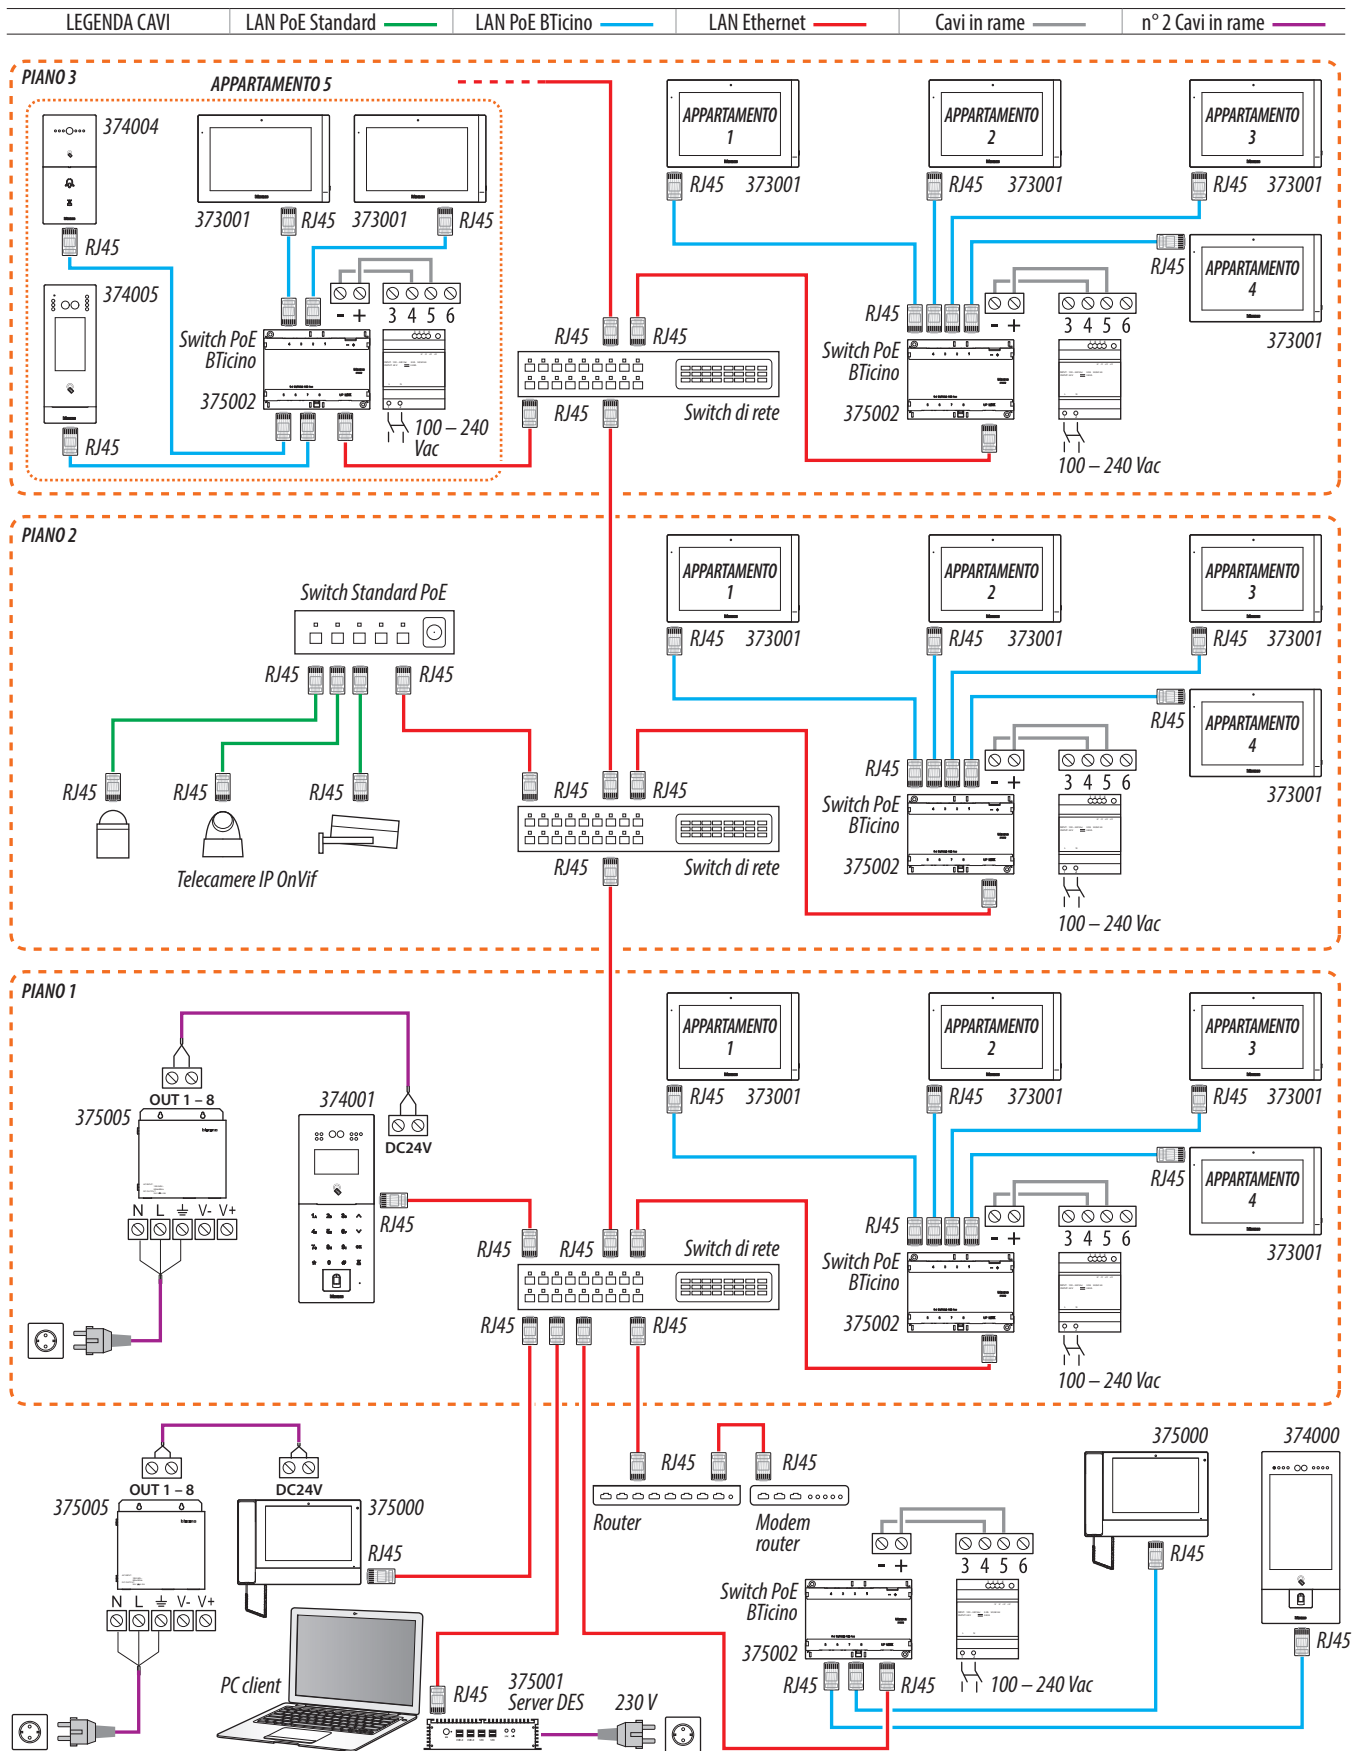 LEGENDA CAVI LAN PoE Standard LAN PoE BTicino LAN Ethernet Cavi in rame n° 2 Cavi in rame
PIANO 3
APPARTAMENTO 5
374004
373001 RJ45 373001 RJ45
RJ45
374005
- + 3 4 5 6
Switch PoE
BTicino
375002
100 – 240
Vac
RJ45
RJ45 RJ45
RJ45 Switch di rete
APPARTAMENTO
1
RJ45 373001
APPARTAMENTO
2
RJ45 373001
APPARTAMENTO
3
RJ45 373001
RJ45
APPARTAMENTO
4
373001
RJ45
- + 3 4 5 6
Switch PoE
BTicino
375002
100 – 240 Vac
PIANO 2
Switch Standard PoE
RJ45 RJ45
RJ45 RJ45 RJ45
Telecamere IP OnVif
RJ45 RJ45
RJ45 Switch di rete
APPARTAMENTO
1
RJ45 373001
APPARTAMENTO
2
RJ45 373001
APPARTAMENTO
3
RJ45 373001
RJ45
APPARTAMENTO
4
373001
RJ45
- + 3 4 5 6
Switch PoE
BTicino
375002
100 – 240 Vac
PIANO 1
OUT 1 – 8
375005
374001
DC24V
N L V- V+
RJ45
RJ45 RJ45 Switch di rete
RJ45 RJ45
APPARTAMENTO
1
RJ45 373001
APPARTAMENTO
2
RJ45 373001
APPARTAMENTO
3
RJ45 373001
RJ45
APPARTAMENTO
4
373001
RJ45
- + 3 4 5 6
Switch PoE
BTicino
375002
100 – 240 Vac
OUT 1 – 8 DC24V
375005 375000
RJ45
N L V- V+
PC client
RJ45 375001
Server DES
230 V
RJ45 RJ45
Router Modem
router
- + 3 4 5 6
Switch PoE
BTicino
375002
RJ45 RJ45 100 – 240 Vac
375000 374000
RJ45
RJ45